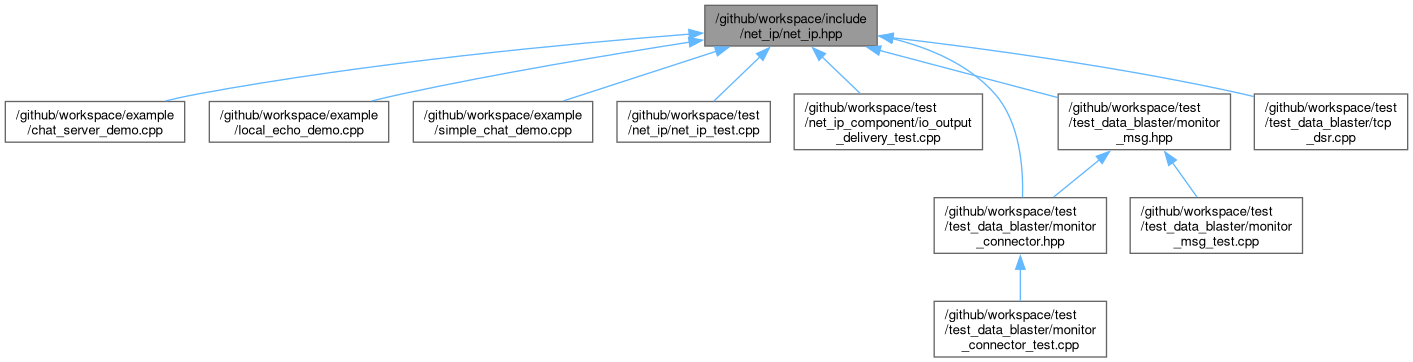 /github/workspace/include
/net_ip/net_ip.hpp
/github/workspace/example
/chat_server_demo.cpp
/github/workspace/example
/local_echo_demo.cpp
/github/workspace/example
/simple_chat_demo.cpp
/github/workspace/test
/net_ip/net_ip_test.cpp
/github/workspace/test
/net_ip_component/io_output
_delivery_test.cpp
/github/workspace/test
/test_data_blaster/monitor
_msg.hpp
/github/workspace/test
/test_data_blaster/tcp
_dsr.cpp
/github/workspace/test
/test_data_blaster/monitor
_connector.hpp
/github/workspace/test
/test_data_blaster/monitor
_msg_test.cpp
/github/workspace/test
/test_data_blaster/monitor
_connector_test.cpp